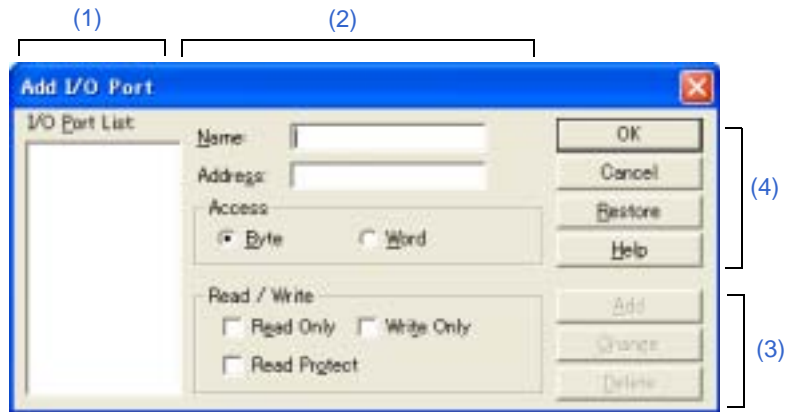 (1)
(2)
Add I/O Port
I/O Port List:
Name:
Address:
Access
Byte
Word
Read / Write
Read Only
Write Only
Read Protect
OK
Cancel
Restore
Help
(4)
Add
Change
Delete
(3)